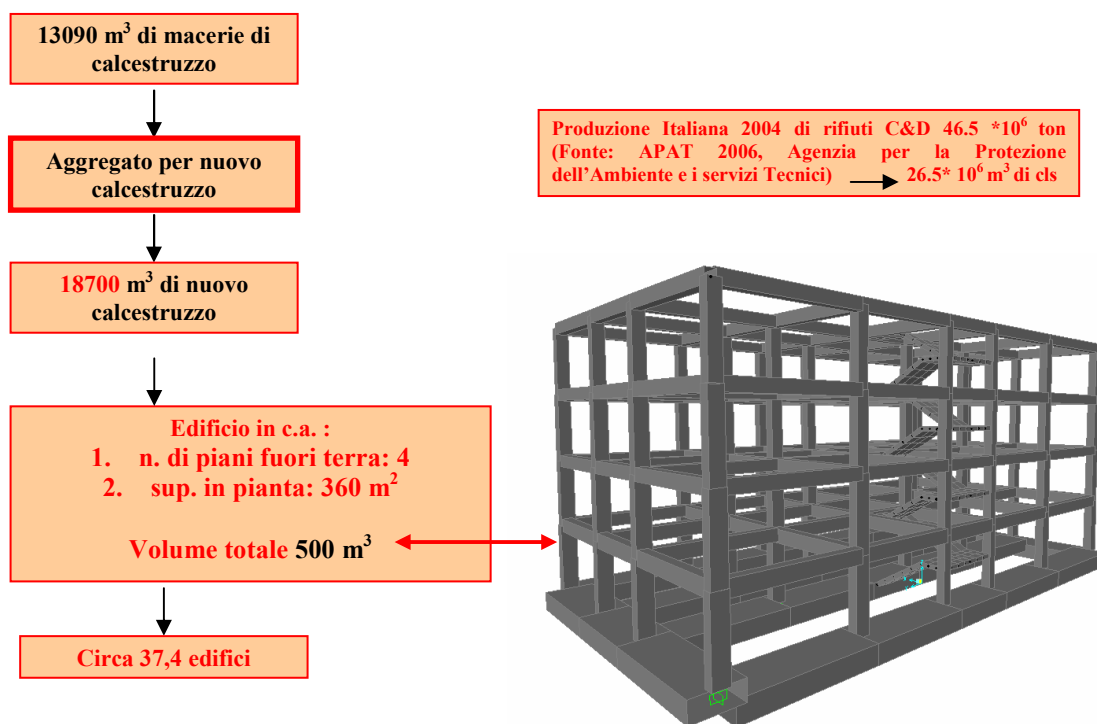 13090 m³ di macerie di
calcestruzzo
Aggregato per nuovo
calcestruzzo
18700 m³ di nuovo
calcestruzzo
Edificio in c.a. :
1. n. di piani fuori terra: 4
2. sup. in pianta: 360 m²
Volume totale 500 m³
Circa 37,4 edifici
Produzione Italiana 2004 di rifiuti C&D 46.5 *10⁶ ton
(Fonte: APAT 2006, Agenzia per la Protezione
dell'Ambiente e i servizi Tecnici) 26.5* 10⁶ m³ di cls